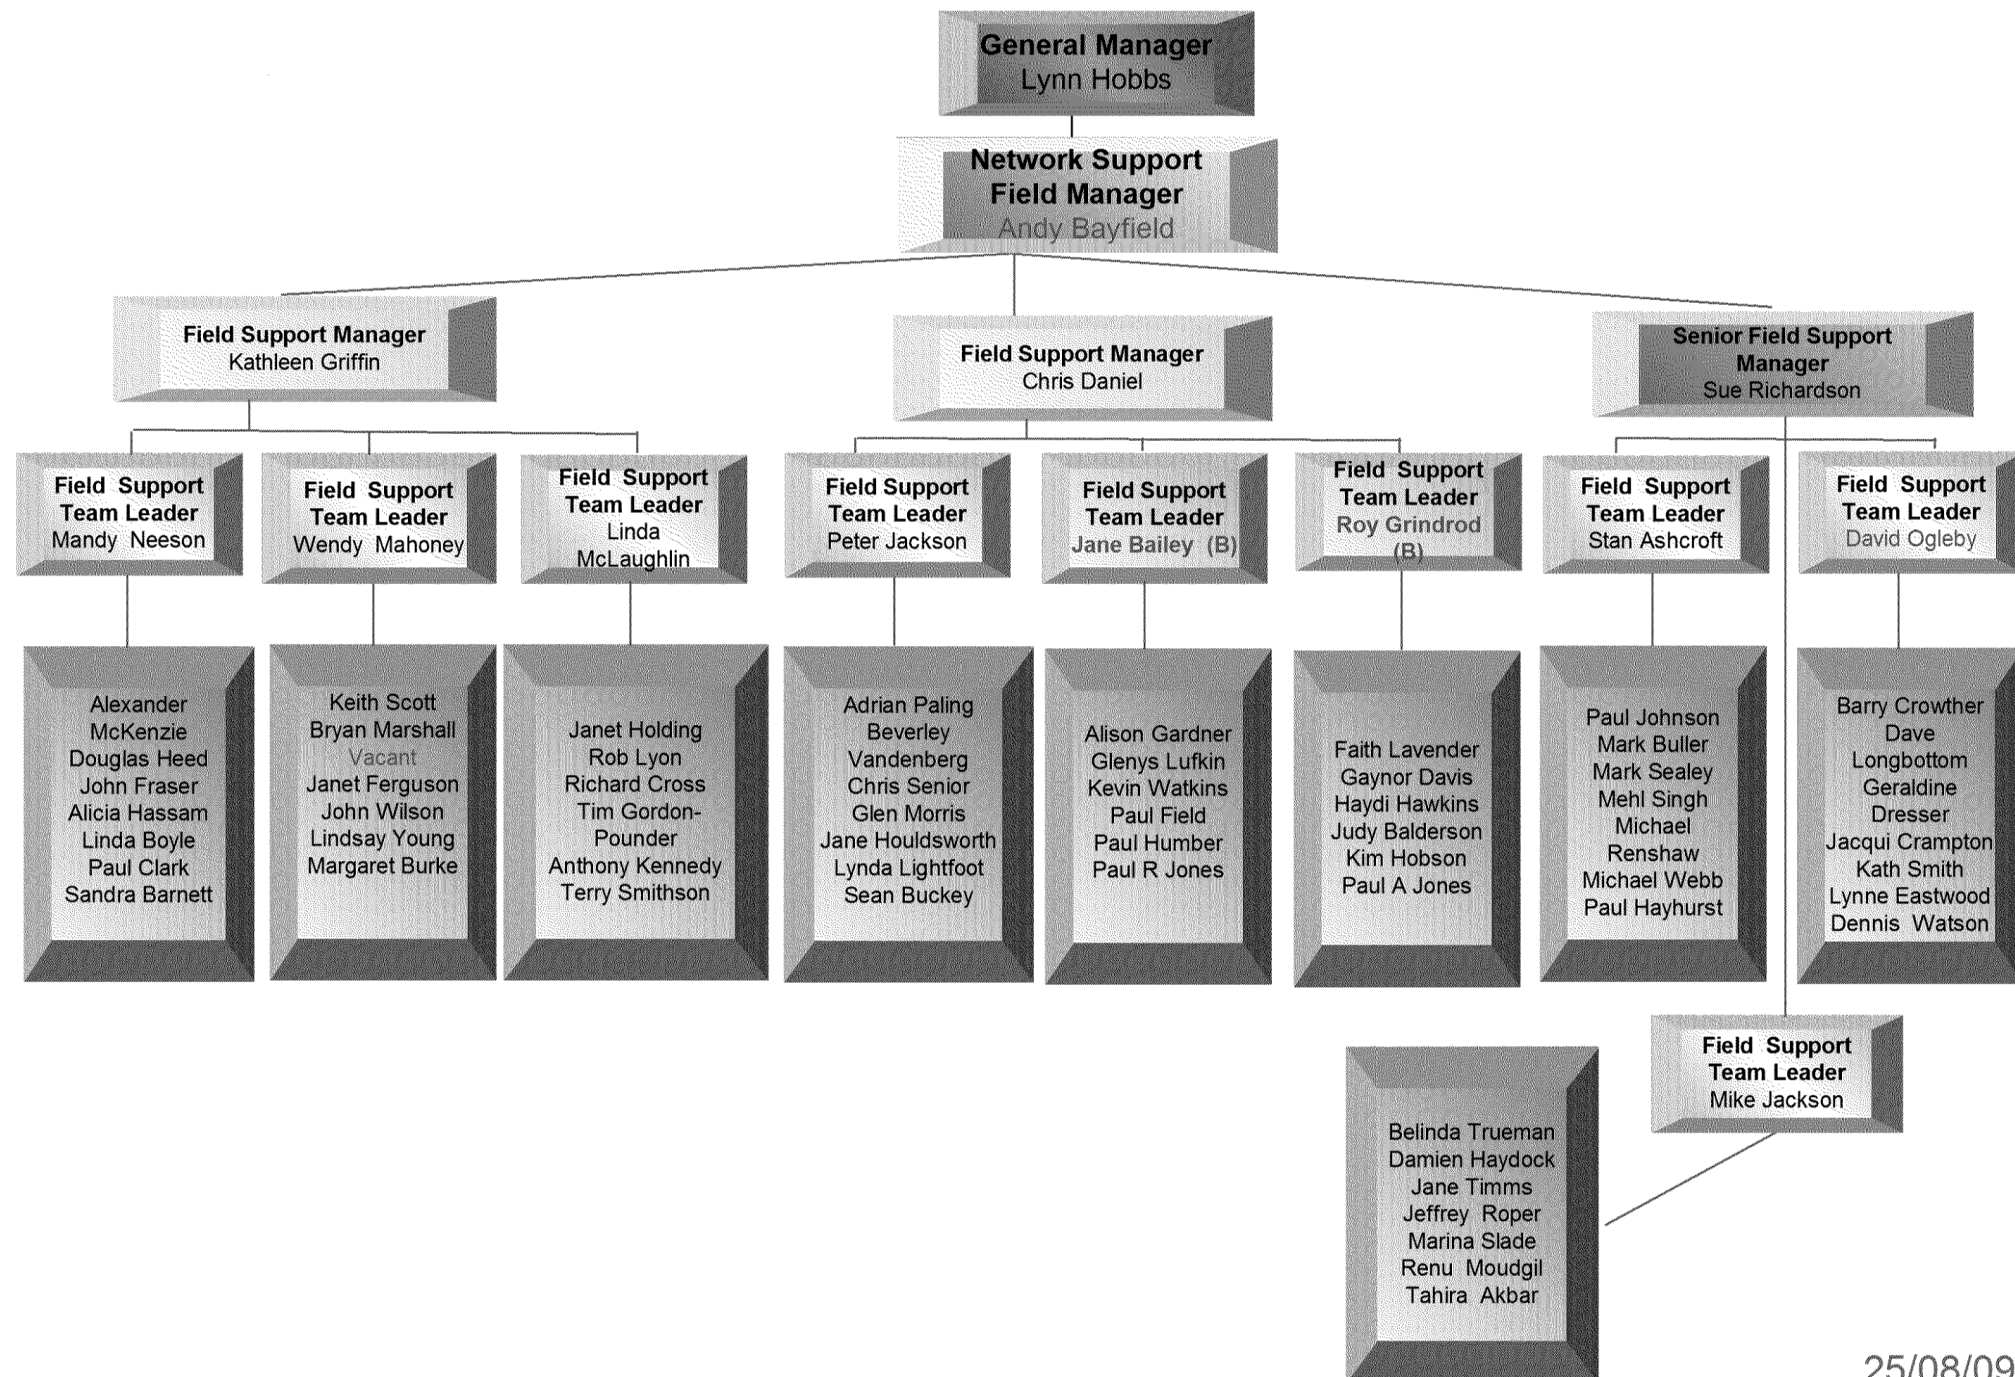 General Manager
Lynn Hobbs
Network Support
Field Manager
Andy Bayfield
Field Support Manager
Kathleen Griffin
Field Support Manager
Chris Daniel
Senior Field Support
Manager
Sue Richardson
Field Support
Team Leader
Mandy Neeson
Field Support
Team Leader
Wendy Mahoney
Field Support
Team Leader
Linda
McLaughlin
Field Support
Team Leader
Peter Jackson
Field Support
Team Leader
Jane Bailey (B)
Field Support
Team Leader
Roy Grindrod
(B)
Field Support
Team Leader
Stan Ashcroft
Field Support
Team Leader
David Ogleby
Alexander
McKenzie
Douglas Heed
John Fraser
Alicia Hassam
Linda Boyle
Paul Clark
Sandra Barnett
Keith Scott
Bryan Marshall
Vacant
Janet Ferguson
John Wilson
Lindsay Young
Margaret Burke
Janet Holding
Rob Lyon
Richard Cross
Tim Gordon-
Pounder
Anthony Kennedy
Terry Smithson
Adrian Paling
Beverley
Vandenberg
Chris Senior
Glen Morris
Jane Houldsworth
Lynda Lightfoot
Sean Buckey
Alison Gardner
Glenys Lufkin
Kevin Watkins
Paul Field
Paul Humber
Paul R Jones
Faith Lavender
Gaynor Davis
Haydi Hawkins
Judy Balderson
Kim Hobson
Paul A Jones
Paul Johnson
Mark Buller
Mark Sealey
Mehl Singh
Michael
Renshaw
Michael Webb
Paul Hayhurst
Barry Crowther
Dave
Longbottom
Geraldine
Dresser
Jacqui Crampton
Kath Smith
Lynne Eastwood
Dennis Watson
Field Support
Team Leader
Mike Jackson
Belinda Trueman
Damien Haydock
Jane Timms
Jeffrey Roper
Marina Slade
Renu Moudgil
Tahira Akbar
25/08/09